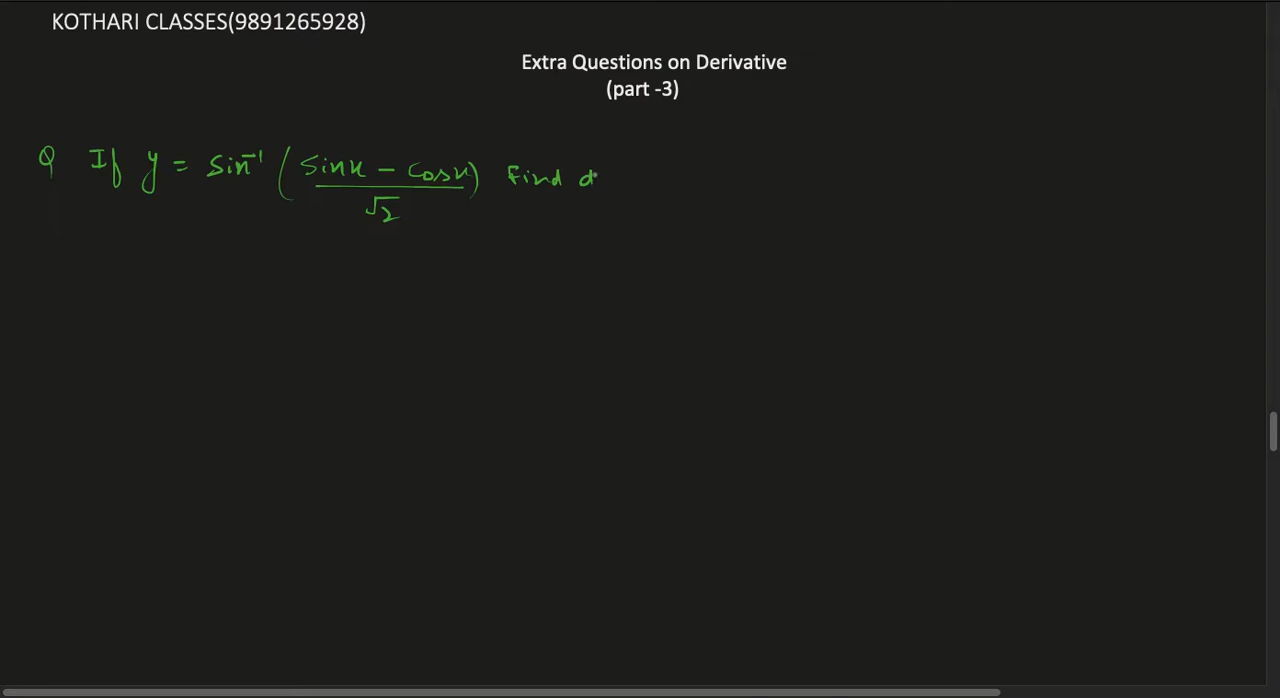 KOTHARI CLASSES(9891265928)
Extra Questions on Derivative
(part -3)
Q If y = Sin⁻¹ (Sinx - Cosx / √2) Find d